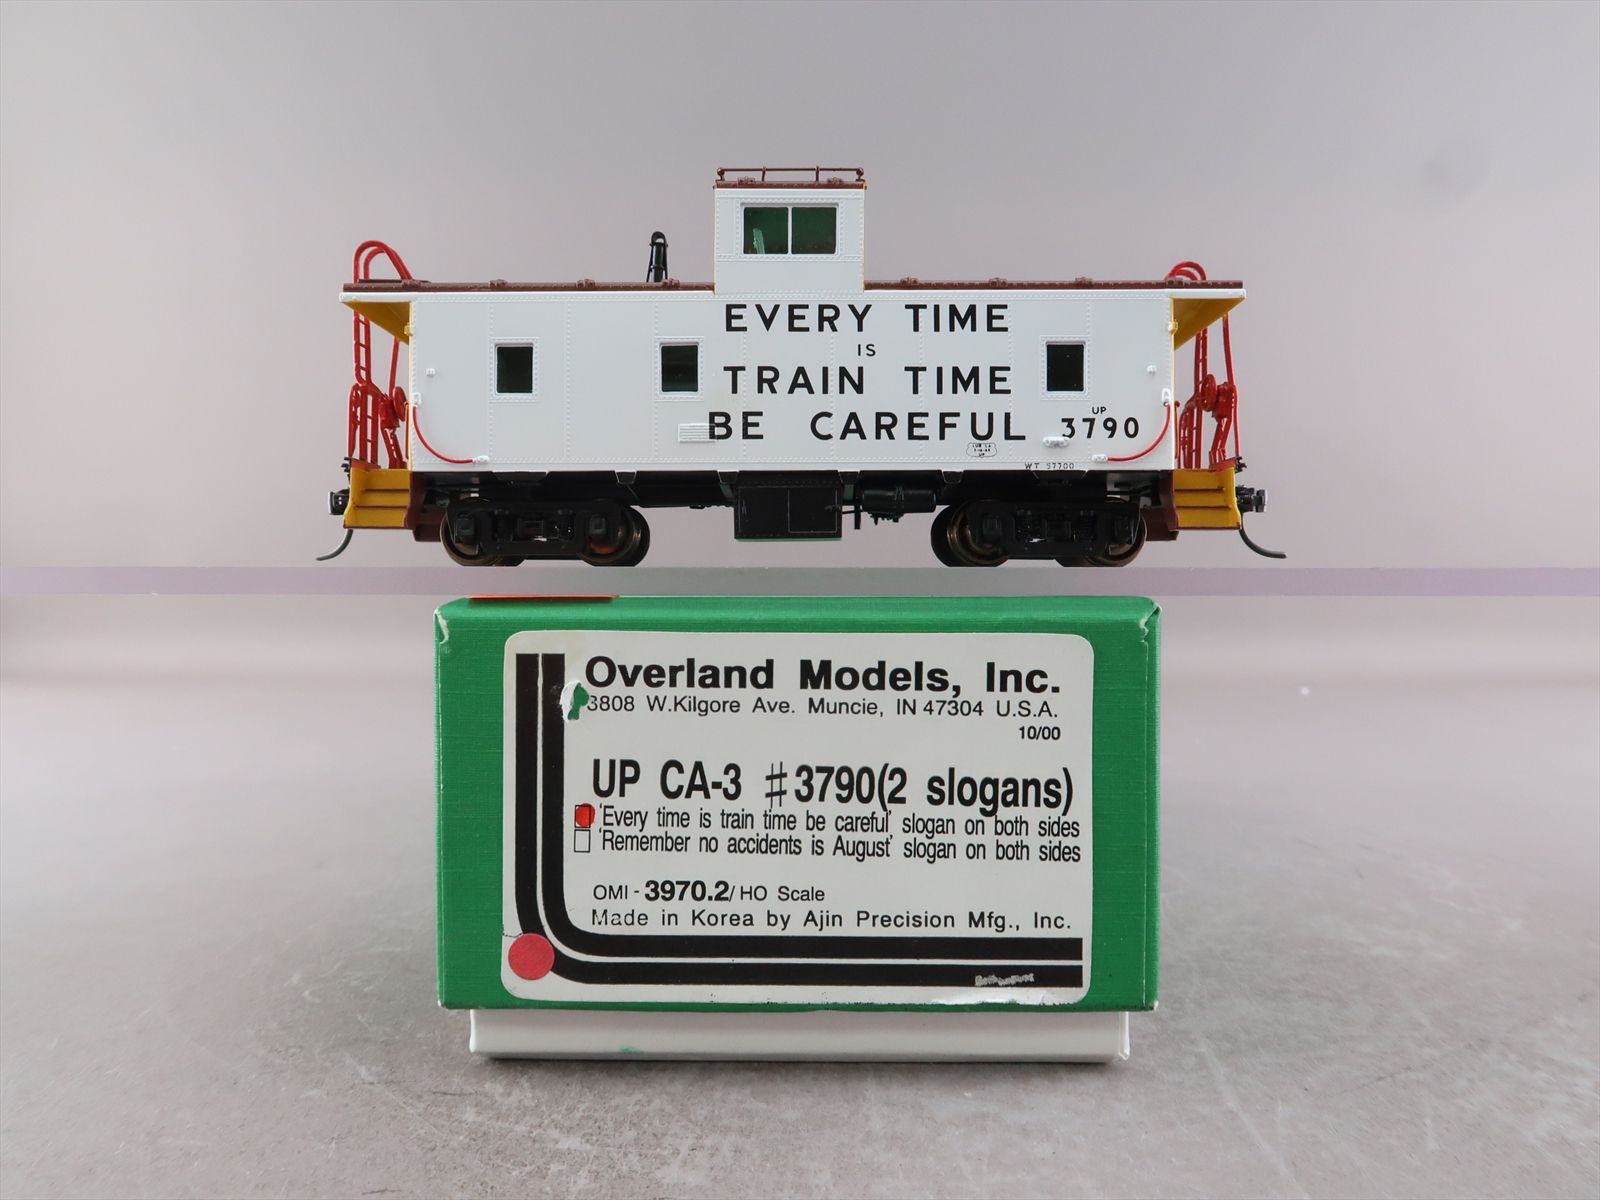 EVERY TIME
IS
TRAIN TIME
BE CAREFUL
UP
3790
WT 57700
Overland Models, Inc.
3808 W.Kilgore Ave. Muncie, IN 47304 U.S.A.
10/00
UP CA-3 #3790(2 slogans)
'Every time is train time be careful' slogan on both sides
'Remember no accidents is August' slogan on both sides
OMI - 3970.2/ HO Scale
Made in Korea by Ajin Precision Mfg., Inc.